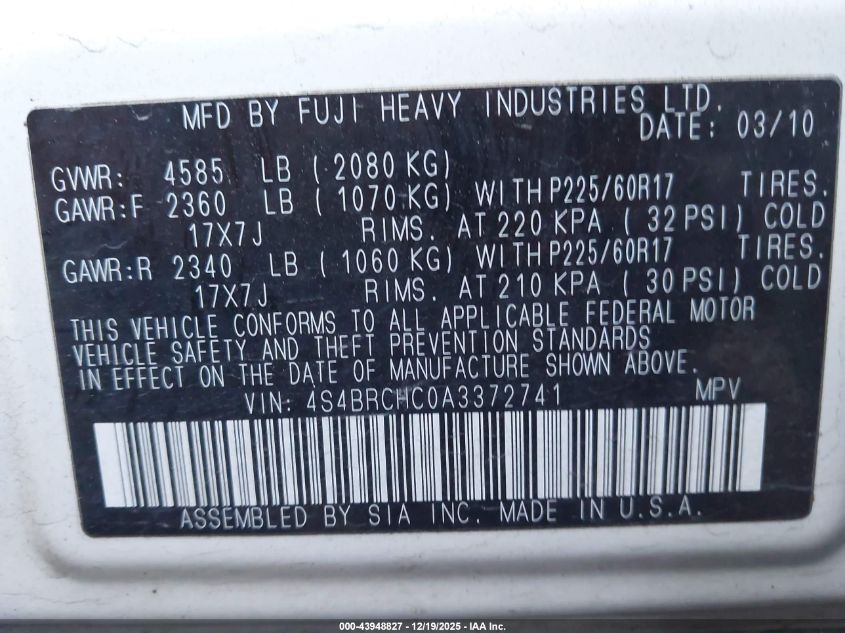 MFD BY FUJI HEAVY INDUSTRIES LTD.
DATE: 03/10
GVWR: 4585 LB ( 2080 KG)
GAWR:F 2360 LB ( 1070 KG) WITH P225/60R17 TIRES.
17X7J RIMS. AT 220 KPA ( 32 PSI) COLD
GAWR:R 2340 LB ( 1060 KG) WITH P225/60R17 TIRES.
17X7J RIMS. AT 210 KPA ( 30 PSI) COLD
THIS VEHICLE CONFORMS TO ALL APPLICABLE FEDERAL MOTOR
VEHICLE SAFETY AND THEFT PREVENTION STANDARDS
IN EFFECT ON THE DATE OF MANUFACTURE SHOWN ABOVE.
VIN: 4S4BRCHC0A3372741 MPV
ASSEMBLED BY SIA INC. MADE IN U.S.A.
000-43948827 - 12/19/2025 - IAA Inc.